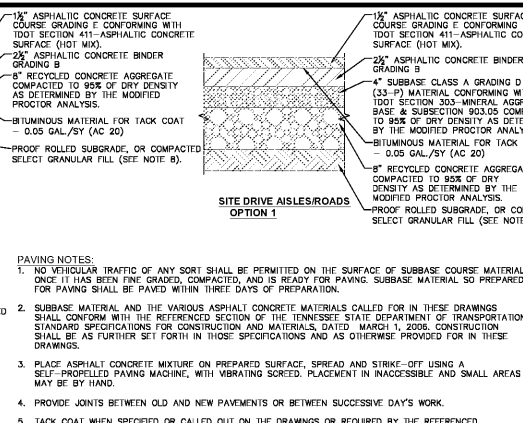 1½" ASPHALTIC CONCRETE SURFACE
COURSE GRADING E CONFORMING WITH
TDOT SECTION 411-ASPHALTIC CONCRETE
SURFACE (HOT MIX).
2½" ASPHALTIC CONCRETE BINDER
GRADING B
8" RECYCLED CONCRETE AGGREGATE
COMPACTED TO 95% OF DRY DENSITY
AS DETERMINED BY THE MODIFIED
PROCTOR ANALYSIS.
BITUMINOUS MATERIAL FOR TACK COAT
- 0.05 GAL./SY (AC 20)
PROOF ROLLED SUBGRADE, OR COMPACTED
SELECT GRANULAR FILL (SEE NOTE 8).
SITE DRIVE AISLES/ROADS
OPTION 1
1½" ASPHALTIC CONCRETE SURFAC
COURSE GRADING E CONFORMING
TDOT SECTION 411-ASPHALTIC CO
SURFACE (HOT MIX).
2½" ASPHALTIC CONCRETE BINDER
GRADING B
4" SUBBASE CLASS A GRADING D
(33-P) MATERIAL CONFORMING WI
TDOT SECTION 303-MINERAL AGGR
BASE & SUBSECTION 903.05 COMP
TO 95% OF DRY DENSITY AS DETE
BY THE MODIFIED PROCTOR ANALY
BITUMINOUS MATERIAL FOR TACK
- 0.05 GAL./SY (AC 20)
8" RECYCLED CONCRETE AGGREGA
COMPACTED TO 95% OF DRY
DENSITY AS DETERMINED BY THE
MODIFIED PROCTOR ANALYSIS.
PROOF ROLLED SUBGRADE, OR CO
SELECT GRANULAR FILL (SEE NOTE
PAVING NOTES:
1. NO VEHICULAR TRAFFIC OF ANY SORT SHALL BE PERMITTED ON THE SURFACE OF SUBBASE COURSE MATERIAL
ONCE IT HAS BEEN FINE GRADED, COMPACTED, AND IS READY FOR PAVING. SUBBASE MATERIAL SO PREPARED
FOR PAVING SHALL BE PAVED WITHIN THREE DAYS OF PREPARATION.
2. SUBBASE MATERIAL AND THE VARIOUS ASPHALT CONCRETE MATERIALS CALLED FOR IN THESE DRAWINGS
SHALL CONFORM WITH THE REFERENCED SECTION OF THE TENNESSEE STATE DEPARTMENT OF TRANSPORTATION
STANDARD SPECIFICATIONS FOR CONSTRUCTION AND MATERIALS, DATED MARCH 1, 2006. CONSTRUCTION
SHALL BE AS FURTHER SET FORTH IN THOSE SPECIFICATIONS AND AS OTHERWISE PROVIDED FOR IN THESE
DRAWINGS.
3. PLACE ASPHALT CONCRETE MIXTURE ON PREPARED SURFACE, SPREAD AND STRIKE-OFF USING A
SELF-PROPELLED PAVING MACHINE, WITH VIBRATING SCREED. PLACEMENT IN INACCESSIBLE AND SMALL AREAS
MAY BE BY HAND.
4. PROVIDE JOINTS BETWEEN OLD AND NEW PAVEMENTS OR BETWEEN SUCCESSIVE DAY'S WORK.
5. TACK COAT WHEN SPECIFIED OR CALLED OUT ON THE DRAWINGS OR REQUIRED BY THE REFERENCED